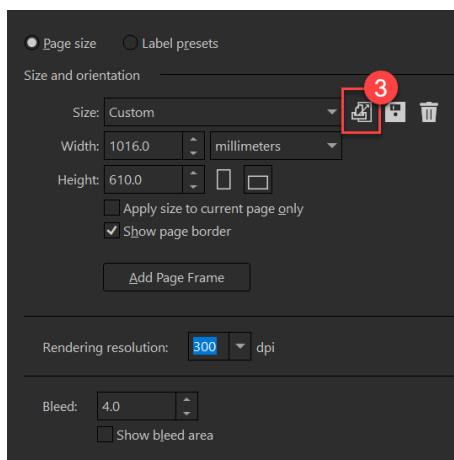 Page size Label presets
Size and orientation
3
Size: Custom
Width: 1016.0 millimeters
Height: 610.0
Apply size to current page only
Show page border
Add Page Frame
Rendering resolution: 300 dpi
Bleed: 4.0
Show bleed area